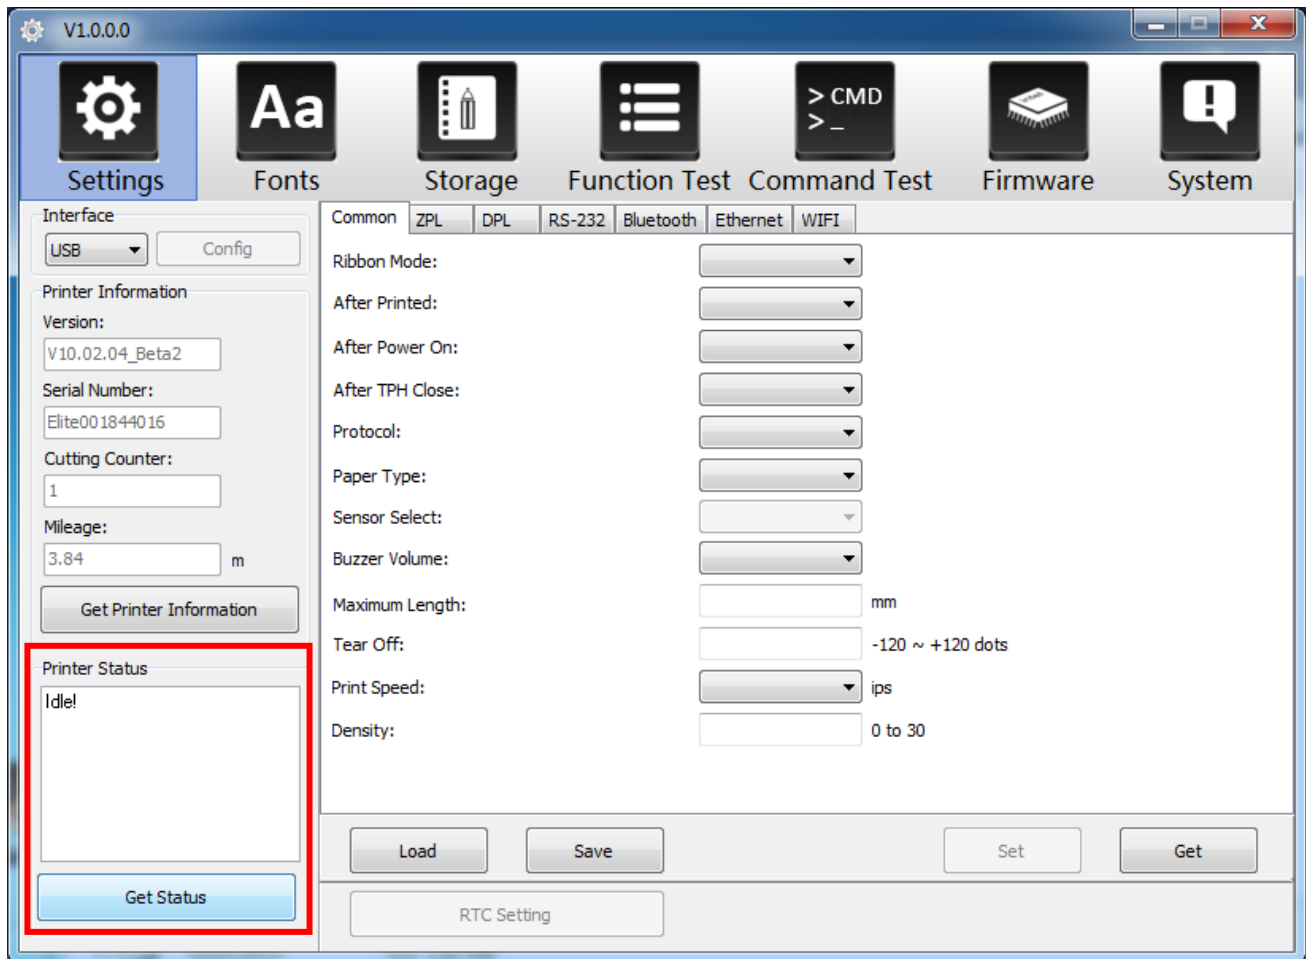 V1.0.0.0
Aa
> CMD
> _
Settings
Fonts
Storage
Function Test
Command Test
Firmware
System
Interface
USB
Config
Printer Information
Version:
V10.02.04_Beta2
Serial Number:
Elite001844016
Cutting Counter:
1
Mileage:
3.84 m
Get Printer Information
Printer Status
Idle!
Get Status
Common
ZPL
DPL
RS-232
Bluetooth
Ethernet
WIFI
Ribbon Mode:
After Printed:
After Power On:
After TPH Close:
Protocol:
Paper Type:
Sensor Select:
Buzzer Volume:
Maximum Length: mm
Tear Off: -120 ~ +120 dots
Print Speed: ips
Density: 0 to 30
Load
Save
Set
Get
RTC Setting